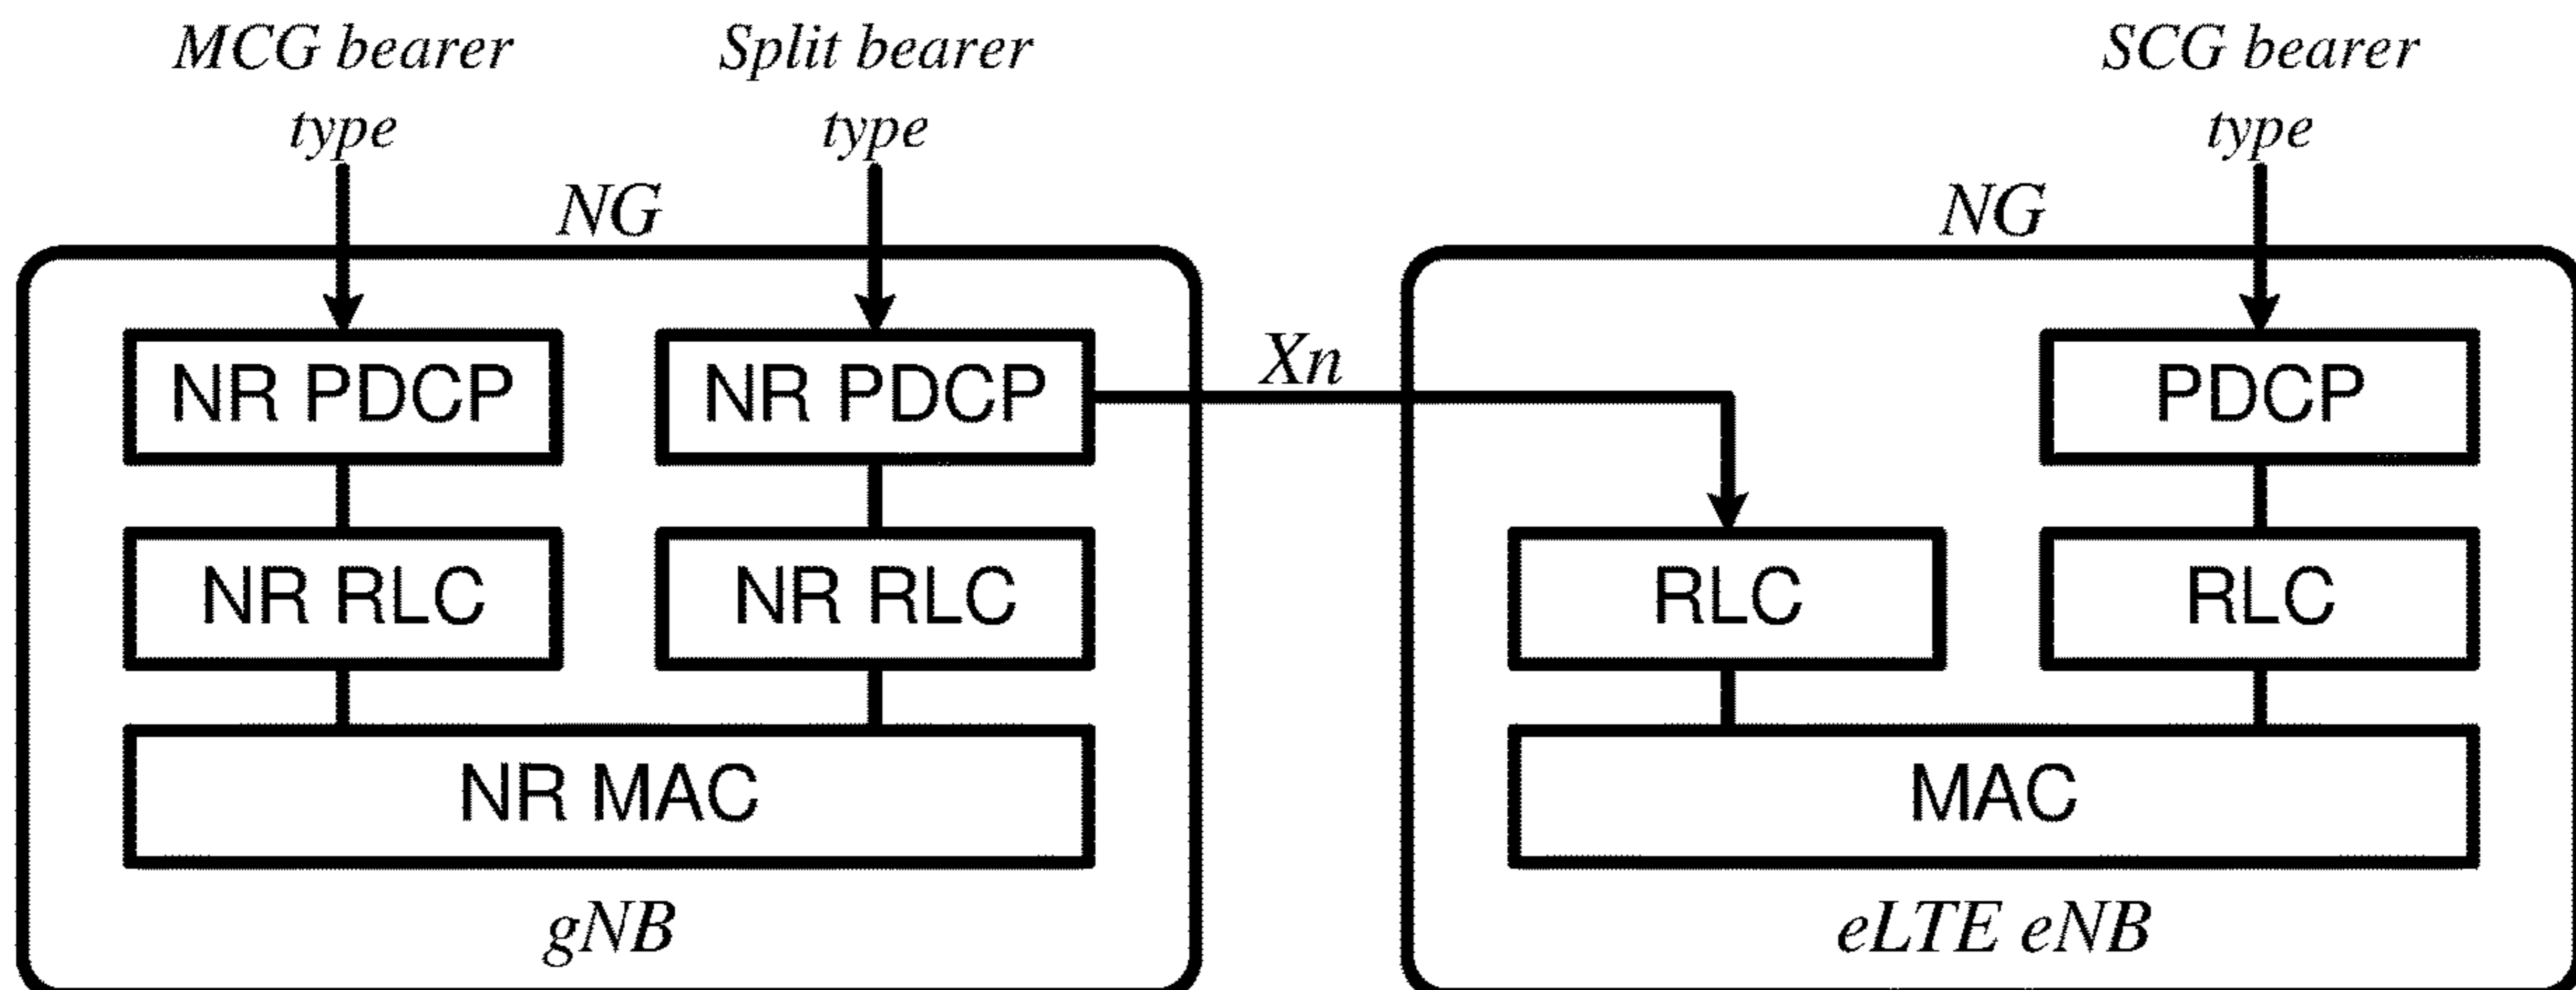 MCG bearer
type
Split bearer
type
SCG bearer
type
NG
NG
Xn
NR PDCP
NR PDCP
PDCP
NR RLC
NR RLC
RLC
RLC
NR MAC
MAC
gNB
eLTE eNB